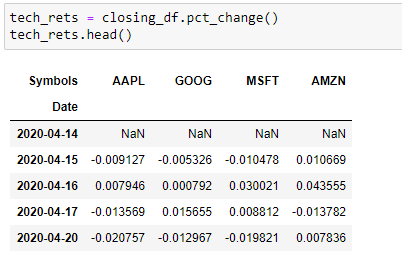 tech_rets = closing_df.pct_change()
tech_rets.head()
Symbols AAPL GOOG MSFT AMZN
Date
2020-04-14 NaN NaN NaN NaN
2020-04-15 -0.009127 -0.005326 -0.010478 0.010669
2020-04-16 0.007946 0.000792 0.030021 0.043555
2020-04-17 -0.013569 0.015655 0.008812 -0.013782
2020-04-20 -0.020757 -0.012967 -0.019821 0.007836